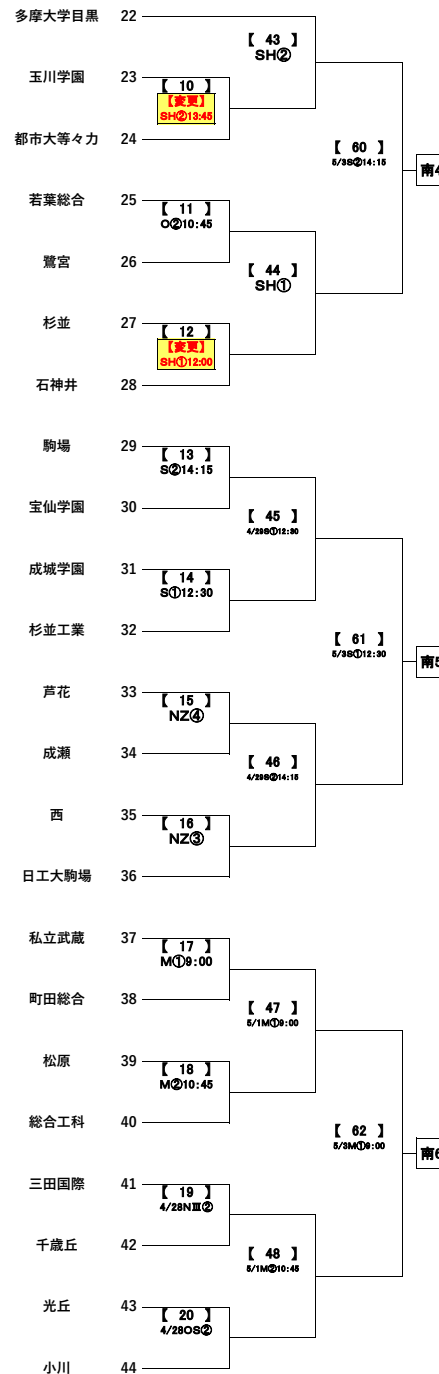 多摩大学目黒 22
【 43 】
SH②
玉川学園 23
【 10 】
【変更】
SH②13:45
都市大等々力 24
【 60 】
5/3S②14:15
南4
若葉総合 25
【 11 】
O②10:45
鷺宮 26
【 44 】
SH①
杉並 27
【 12 】
【変更】
SH①12:00
石神井 28
駒場 29
【 13 】
S②14:15
宝仙学園 30
【 45 】
4/29S①12:30
成城学園 31
【 14 】
S①12:30
杉並工業 32
【 61 】
5/3S①12:30
南5
芦花 33
【 15 】
NZ④
成瀬 34
【 46 】
4/29S②14:15
西 35
【 16 】
NZ③
日工大駒場 36
私立武蔵 37
【 17 】
M①9:00
町田総合 38
【 47 】
5/1M①9:00
松原 39
【 18 】
M②10:45
総合工科 40
【 62 】
5/3M①9:00
南6
三田国際 41
【 19 】
4/28NⅢ②
千歳丘 42
【 48 】
5/1M②10:45
光丘 43
【 20 】
4/28OS②
小川 44